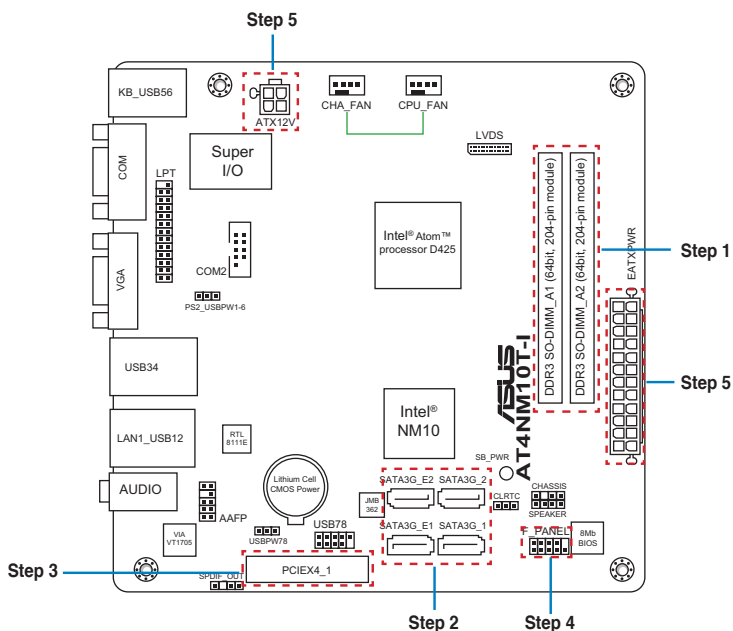 Step 5
KB_USB56
ATX12V
CHA_FAN
CPU_FAN
LVDS
COM
LPT
Super
I/O
Intel® Atom™
processor D425
DDR3 SO-DIMM_A1 (64bit, 204-pin module)
DDR3 SO-DIMM_A2 (64bit, 204-pin module)
Step 1
EATXPWR
COM2
VGA
PS2_USBPW1-6
USB34
ASUS
AT4NM10T-I
Step 5
Intel®
NM10
LAN1_USB12
RTL
8111E
SB_PWR
AUDIO
AAFP
Lithium Cell
CMOS Power
JMB
362
SATA3G_E2
SATA3G_2
CLRTC
CHASSIS
SPEAKER
VIA
VT1705
USBPW78
USB78
SATA3G_E1
SATA3G_1
F_PANEL
8Mb
BIOS
Step 3
SPDIF_OUT
PCIEX4_1
Step 2
Step 4